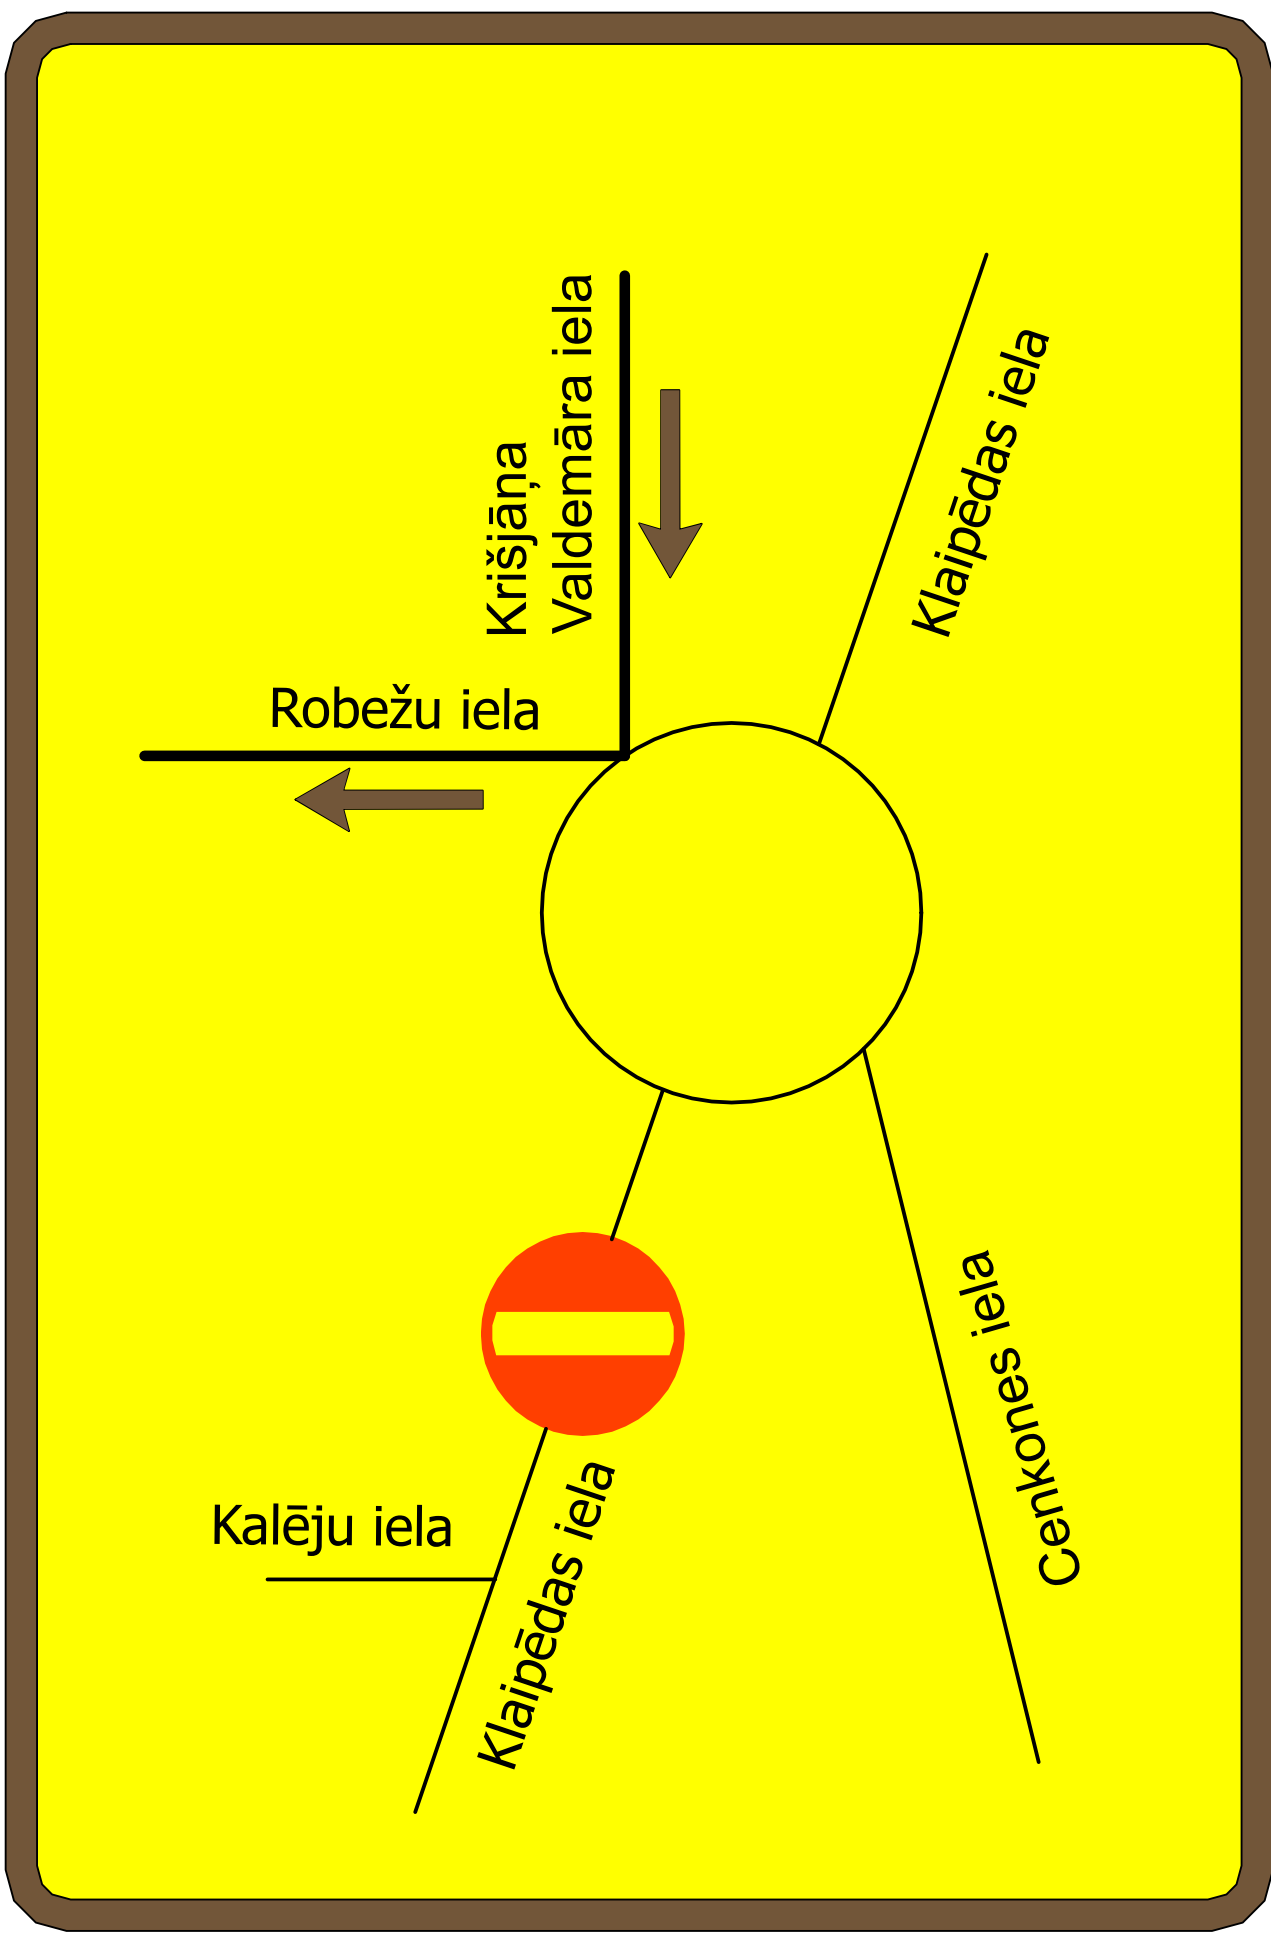 Krišjāņa
Valdemāra iela
Klaipēdas iela
Robežu iela
Cenkones iela
Kalēju iela
Klaipēdas iela